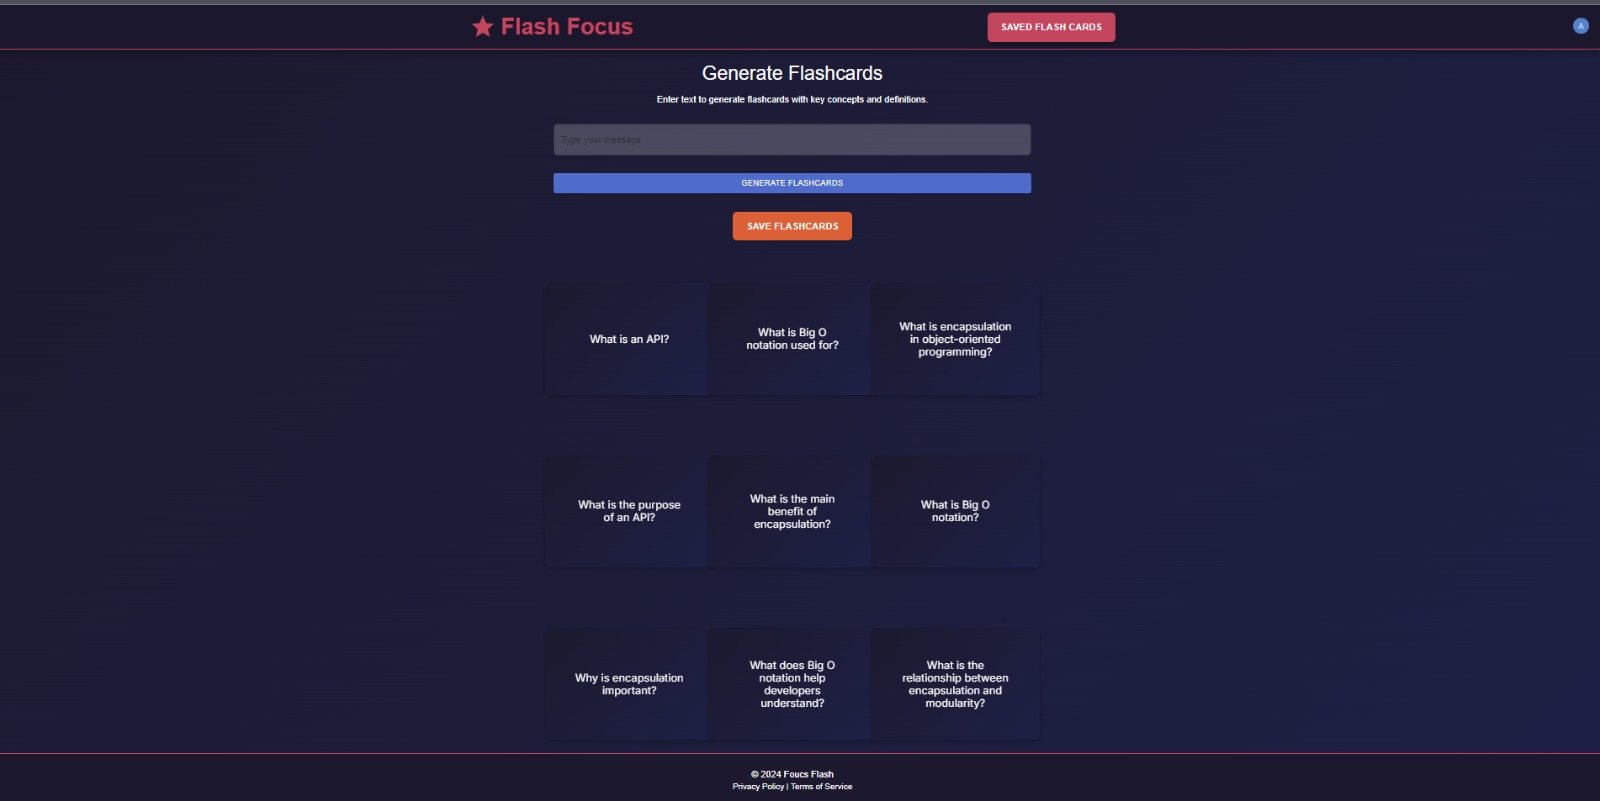 Flash Focus
SAVED FLASH CARDS
A
Generate Flashcards
Enter text to generate flashcards with key concepts and definitions.
Type your message...
GENERATE FLASHCARDS
SAVE FLASHCARDS
What is an API?
What is Big O
notation used for?
What is encapsulation
in object-oriented
programming?
What is the purpose
of an API?
What is the main
benefit of
encapsulation?
What is Big O
notation?
Why is encapsulation
important?
What does Big O
notation help
developers
understand?
What is the
relationship between
encapsulation and
modularity?
© 2024 Foucs Flash
Privacy Policy | Terms of Service